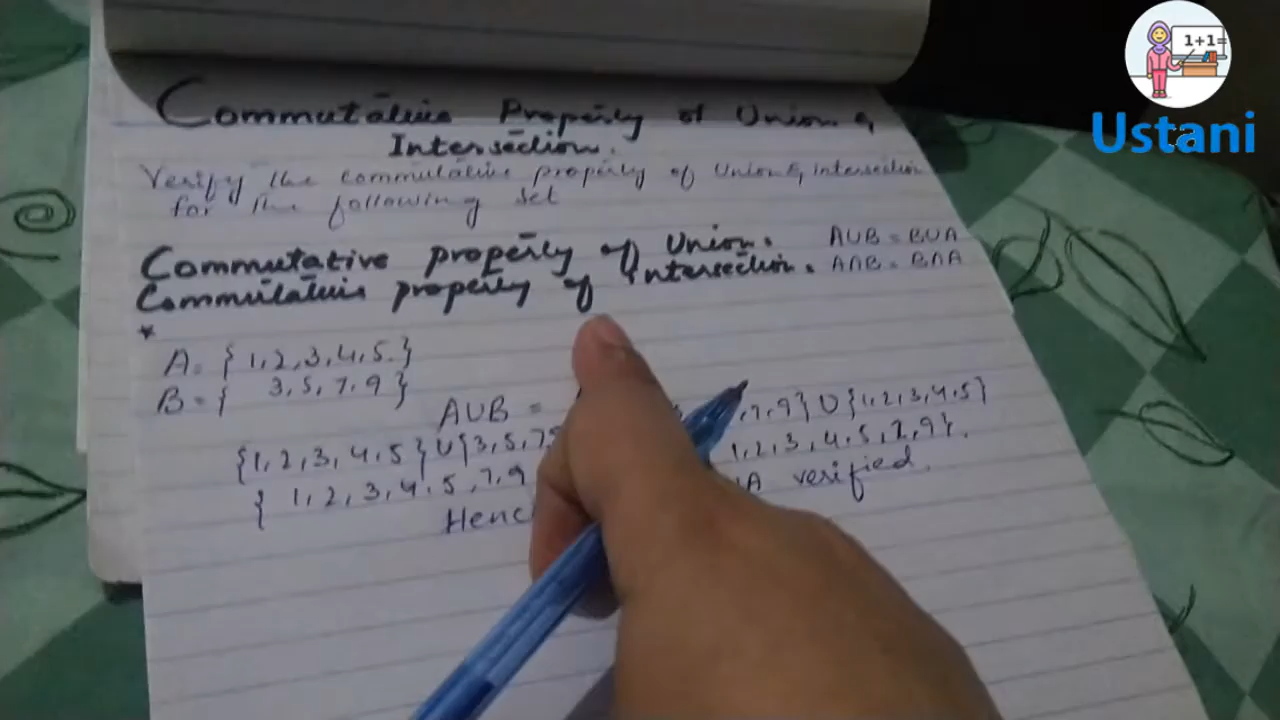 1+1=
Ustani
Commutative Property of Union &
Intersection.
Verify the commutative property of Union & intersection
for the following set
Commutative property of Union. AUB = BUA
Commutative property of intersection. A∩B = B∩A
*
A = { 1, 2, 3, 4, 5 }
B = { 3, 5, 7, 9 }
AUB =
{1, 2, 3, 4, 5} U {3, 5, 7 , 7, 9} U {1, 2, 3, 4, 5}
{ 1, 2, 3, 4, 5, 7, 9 1, 2, 3, 4, 5, 7, 9}.
A verified.